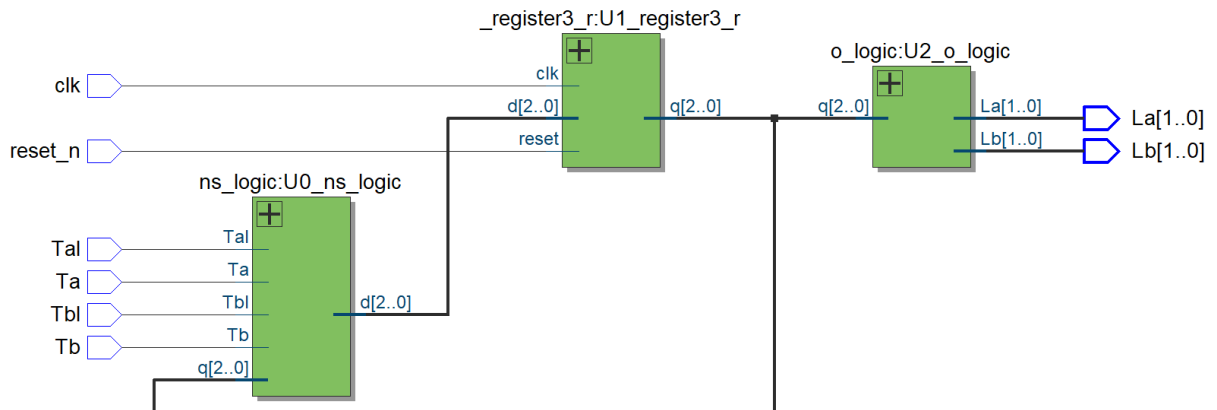 _register3_r:U1_register3_r
o_logic:U2_o_logic
clk
clk
d[2..0]
q[2..0]
q[2..0]
La[1..0]
La[1..0]
reset_n
reset
Lb[1..0]
Lb[1..0]
ns_logic:U0_ns_logic
Tal
Tal
Ta
Ta
Tbl
Tbl
d[2..0]
Tb
Tb
q[2..0]